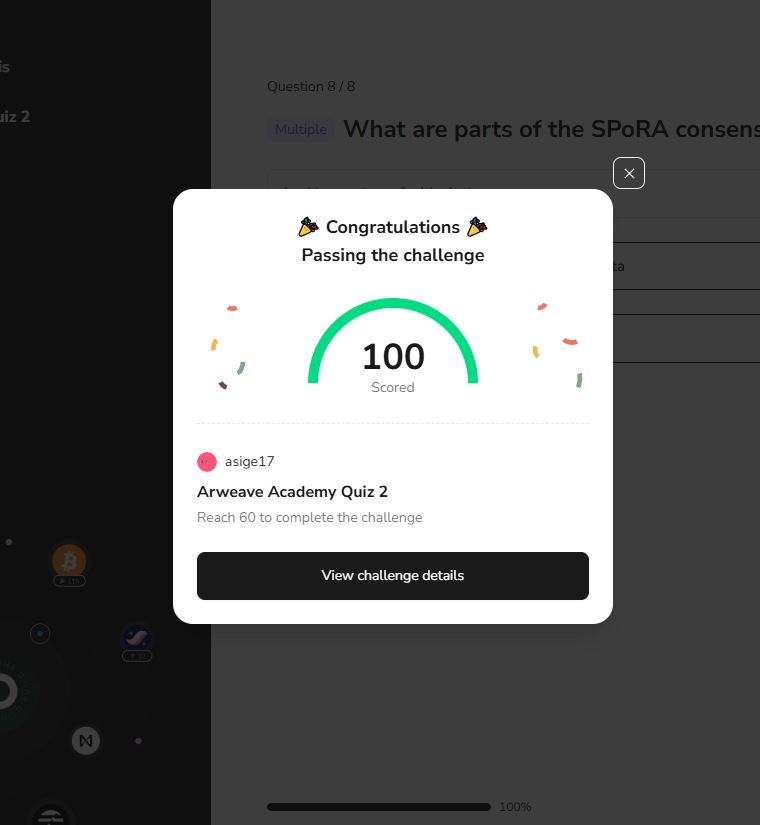 is
Question 8 / 8
uiz 2
Multiple
What are parts of the SPoRA consens
Congratulations
Passing the challenge
ta
100
Scored
asige17
Arweave Academy Quiz 2
Reach 60 to complete the challenge
View challenge details
100%